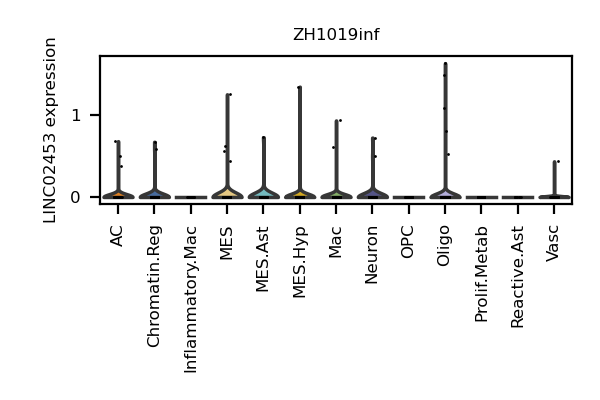 ZH1019inf
LINC02453 expression
1
0
AC
Chromatin.Reg
Inflammatory.Mac
MES
MES.Ast
MES.Hyp
Mac
Neuron
OPC
Oligo
Prolif.Metab
Reactive.Ast
Vasc